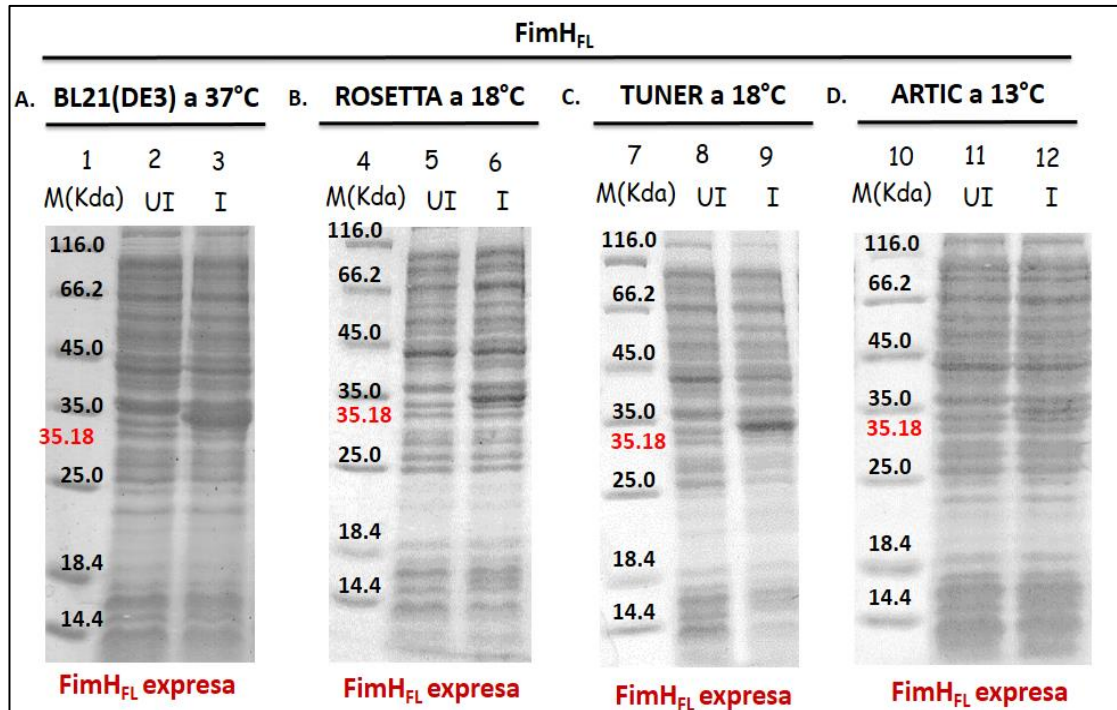 FimHFL
A. BL21(DE3) a 37°C
1 2 3
M(Kda) UI I
116.0
66.2
45.0
35.0
35.18
25.0
18.4
14.4
FimHFL expresa
B. ROSETTA a 18°C
4 5 6
M(Kda) UI I
116.0
66.2
45.0
35.0
35.18
25.0
18.4
14.4
FimHFL expresa
C. TUNER a 18°C
7 8 9
M(Kda) UI I
116.0
66.2
45.0
35.0
35.18
25.0
18.4
14.4
FimHFL expresa
D. ARTIC a 13°C
10 11 12
M(Kda) UI I
116.0
66.2
45.0
35.0
35.18
25.0
18.4
14.4
FimHFL expresa